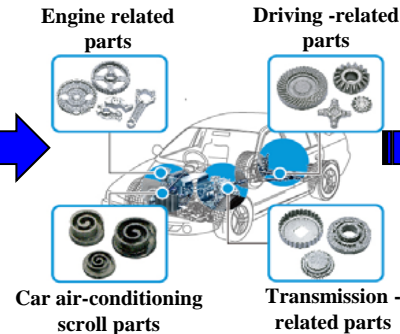 Engine related
parts
Driving -related
parts
Car air-conditioning
scroll parts
Transmission -
related parts